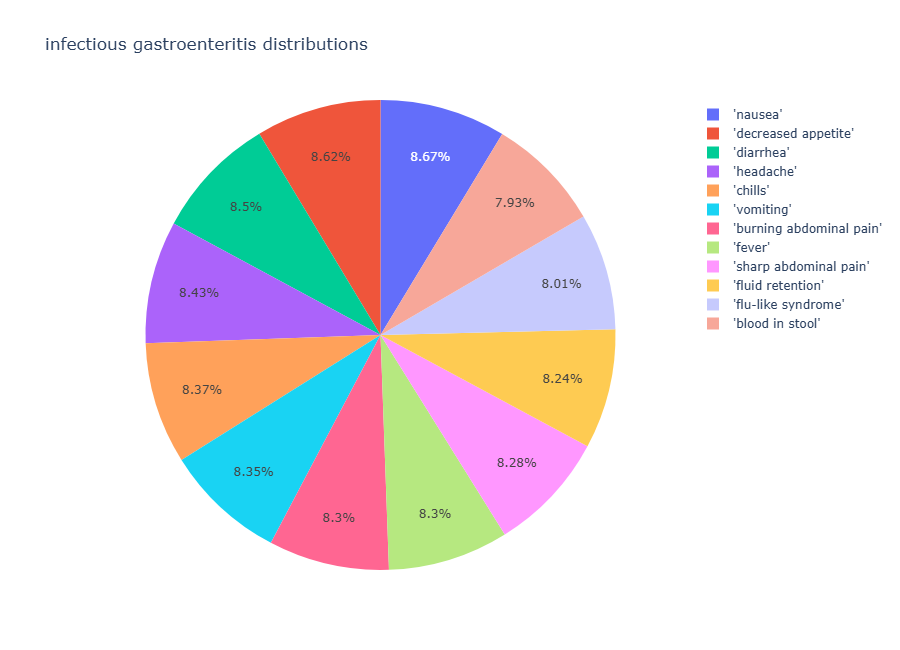 infectious gastroenteritis distributions
8.62%
8.67%
8.5%
7.93%
8.43%
8.01%
8.37%
8.24%
8.35%
8.28%
8.3%
8.3%
'nausea'
'decreased appetite'
'diarrhea'
'headache'
'chills'
'vomiting'
'burning abdominal pain'
'fever'
'sharp abdominal pain'
'fluid retention'
'flu-like syndrome'
'blood in stool'